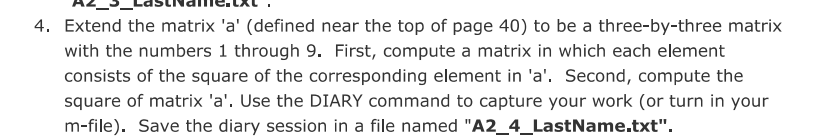 "A2_3_LastName.txt".
4. Extend the matrix 'a' (defined near the top of page 40) to be a three-by-three matrix
with the numbers 1 through 9. First, compute a matrix in which each element
consists of the square of the corresponding element in 'a'. Second, compute the
square of matrix 'a'. Use the DIARY command to capture your work (or turn in your
m-file). Save the diary session in a file named "A2_4_LastName.txt".